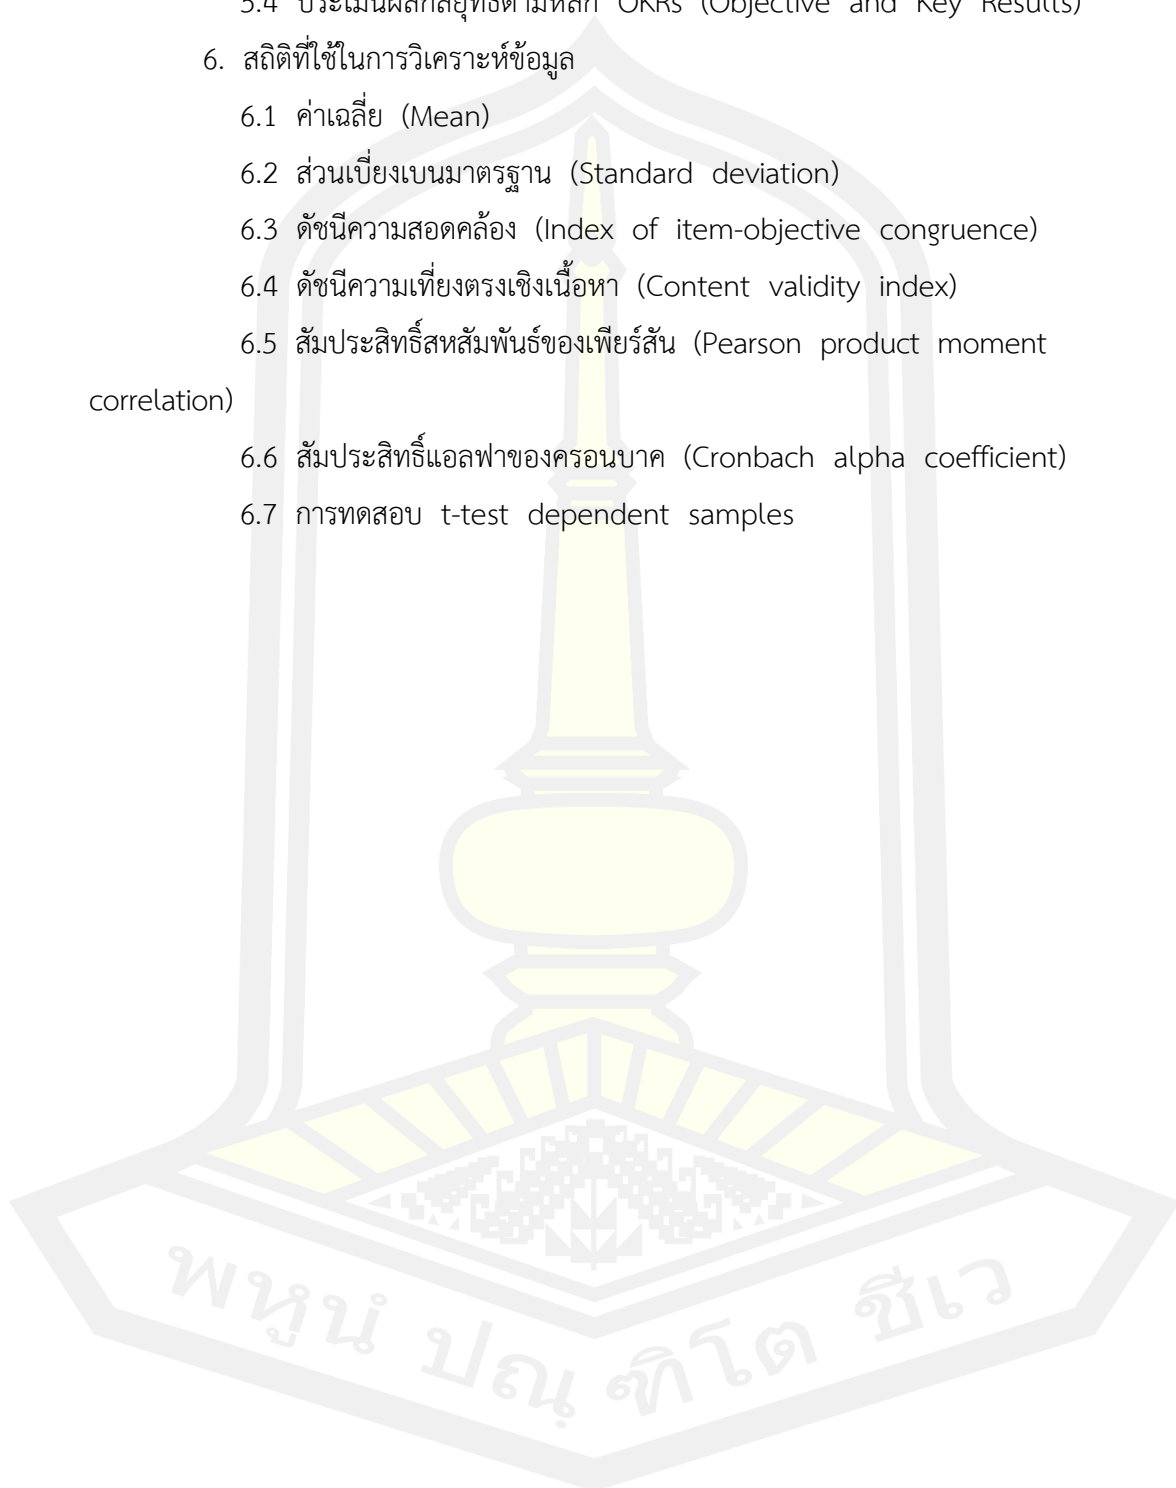 5.4 ประเมินผลกลยุทธ์ตามหลัก OKRs (Objective and Key Results)
6. สถิติที่ใช้ในการวิเคราะห์ข้อมูล
6.1 ค่าเฉลี่ย (Mean)
6.2 ส่วนเบี่ยงเบนมาตรฐาน (Standard deviation)
6.3 ดัชนีความสอดคล้อง (Index of item-objective congruence)
6.4 ดัชนีความเที่ยงตรงเชิงเนื้อหา (Content validity index)
6.5 สัมประสิทธิ์สหสัมพันธ์ของเพียร์สัน (Pearson product moment
correlation)
6.6 สัมประสิทธิ์แอลฟาของครอนบาค (Cronbach alpha coefficient)
6.7 การทดสอบ t-test dependent samples
พหูนํ ปณฺฑิโต ชีเว